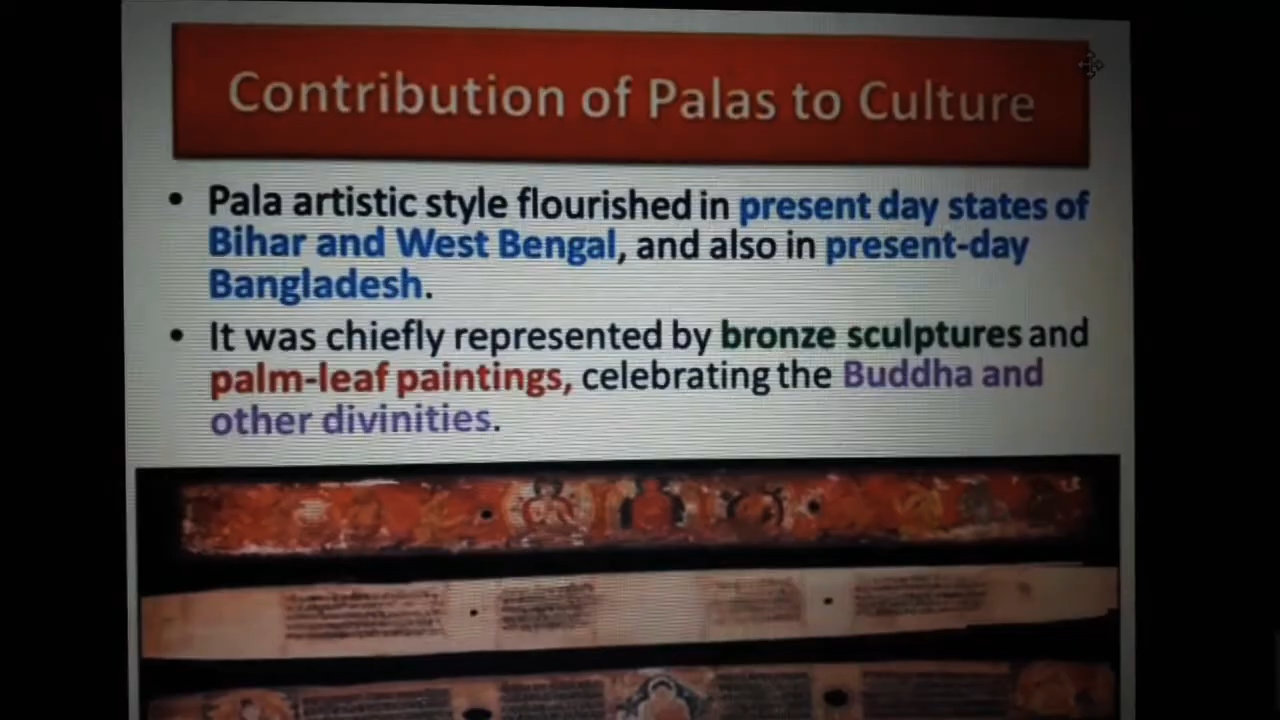 Contribution of Palas to Culture
• Pala artistic style flourished in present day states of
Bihar and West Bengal, and also in present-day
Bangladesh.
• It was chiefly represented by bronze sculptures and
palm-leaf paintings, celebrating the Buddha and
other divinities.